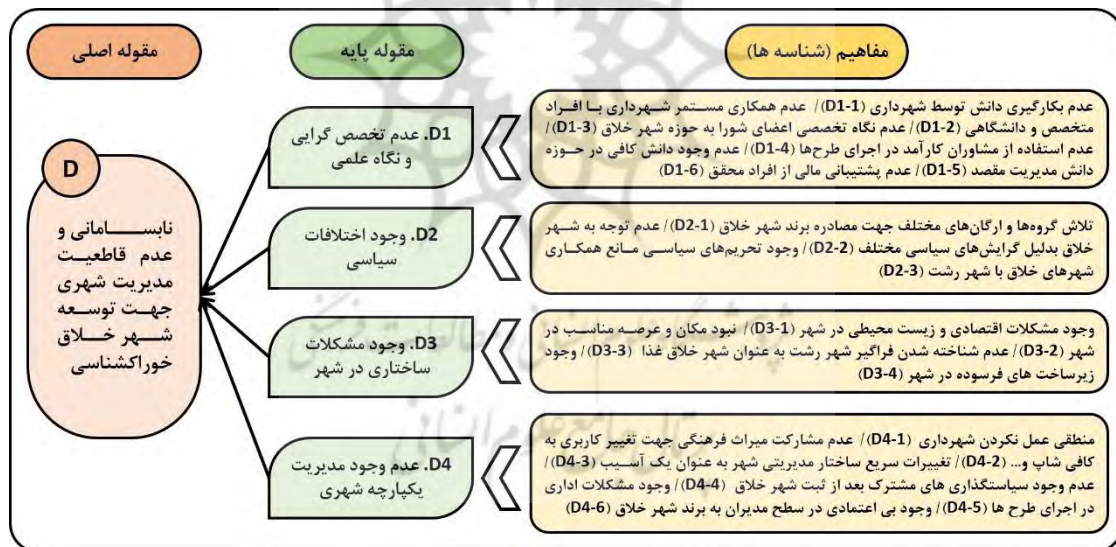 مفاهیم (شناسه ها)
مقوله پایه
مقوله اصلی
عدم بکارگیری دانش توسط شهرداری (D1-1)/ عدم همکاری مستمر شهرداری با افراد
متخصص و دانشگاهی (D1-2)/ عدم نگاه تخصصی اعضای شورا به حوزه شهر خلاق (D1-3)/
عدم استفاده از مشاوران کارآمد در اجرای طرح‌ها (D1-4)/ عدم وجود دانش کافی در حوزه
دانش مدیریت مقصد (D1-5)/ عدم پشتیبانی مالی از افراد محقق (D1-6)
D1. عدم تخصص گرایی
و نگاه علمی
تلاش گروه‌ها و ارگان‌های مختلف جهت مصادره برند شهر خلاق (D2-1)/ عدم توجه به شهر
خلاق بدلیل گرایش‌های سیاسی مختلف (D2-2)/ وجود تحریم‌های سیاسی مانع همکاری
شهرهای خلاق با شهر رشت (D2-3)
D2. وجود اختلافات
سیاسی
وجود مشکلات اقتصادی و زیست محیطی در شهر (D3-1)/ نبود مکان و عرصه مناسب در
شهر (D3-2)/ عدم شناخته شدن فراگیر شهر رشت به عنوان شهر خلاق غذا (D3-3)/ وجود
زیرساخت های فرسوده در شهر (D3-4)
D3. وجود مشکلات
ساختاری در شهر
منطقی عمل نکردن شهرداری (D4-1)/ عدم مشارکت میراث فرهنگی جهت تغییر کاربری به
کافی شاپ و... (D4-2)/ تغییرات سریع ساختار مدیریتی شهر به عنوان یک آسیب (D4-3)/
عدم وجود سیاستگذاری های مشترک بعد از ثبت شهر خلاق (D4-4)/ وجود مشکلات اداری
در اجرای طرح ها (D4-5)/ وجود بی اعتمادی در سطح مدیران به برند شهر خلاق (D4-6)
D4. عدم وجود مدیریت
یکپارچه شهری
D
نابسامانی و
عدم قاطعیت
مدیریت شهری
جهت توسعه
شهر خلاق
خوراکشناسی
پژوهشگاه علوم انسانی و مطالعات فرهنگی
پرتال جامع علوم انسانی